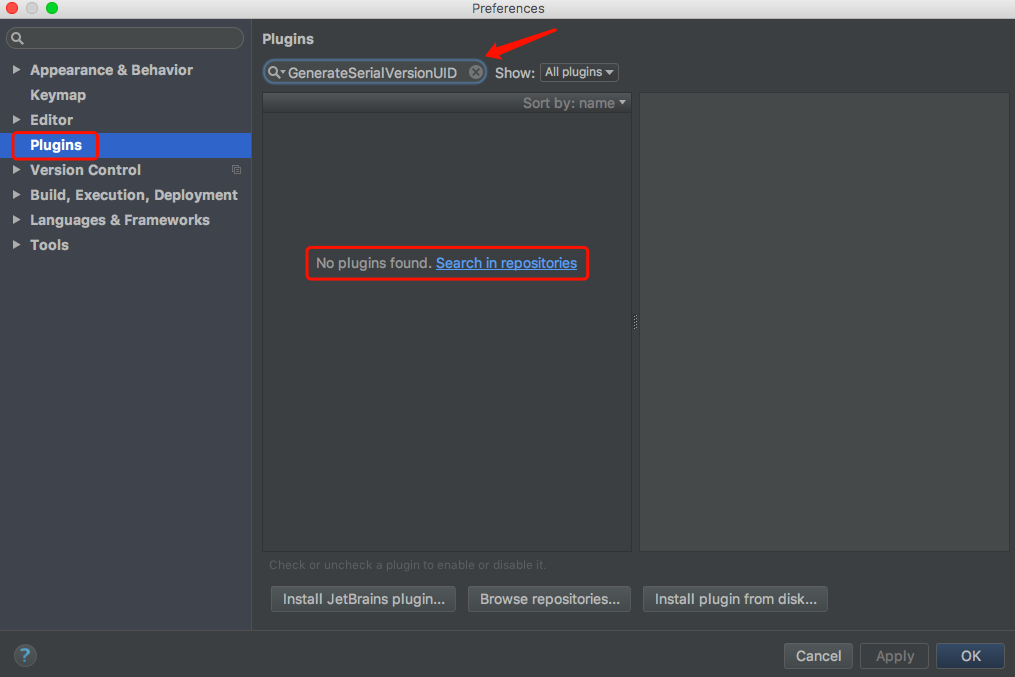 Preferences
Appearance & Behavior
Keymap
Editor
Plugins
Version Control
Build, Execution, Deployment
Languages & Frameworks
Tools
Plugins
GenerateSerialVersionUID
Show: All plugins
Sort by: name
No plugins found. Search in repositories
Check or uncheck a plugin to enable or disable it.
Install JetBrains plugin... Browse repositories... Install plugin from disk...
? Cancel Apply OK